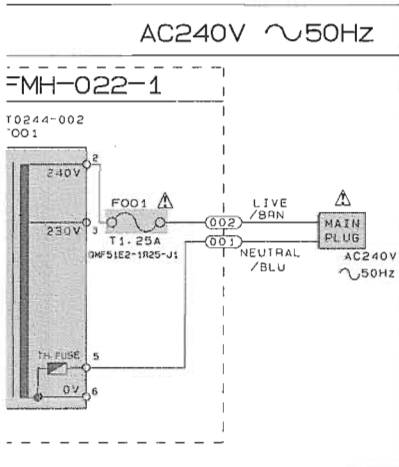 AC240V ∿50Hz
FMH-022-1
T0244-002
T001
2
240V
F001
LIVE
/BRN
002
MAIN
PLUG
230V
3
T1.25A
001
QMF51E2-1R25-J1
NEUTRAL
/BLU
AC240V
∿50Hz
TH.FUSE
5
0V
6